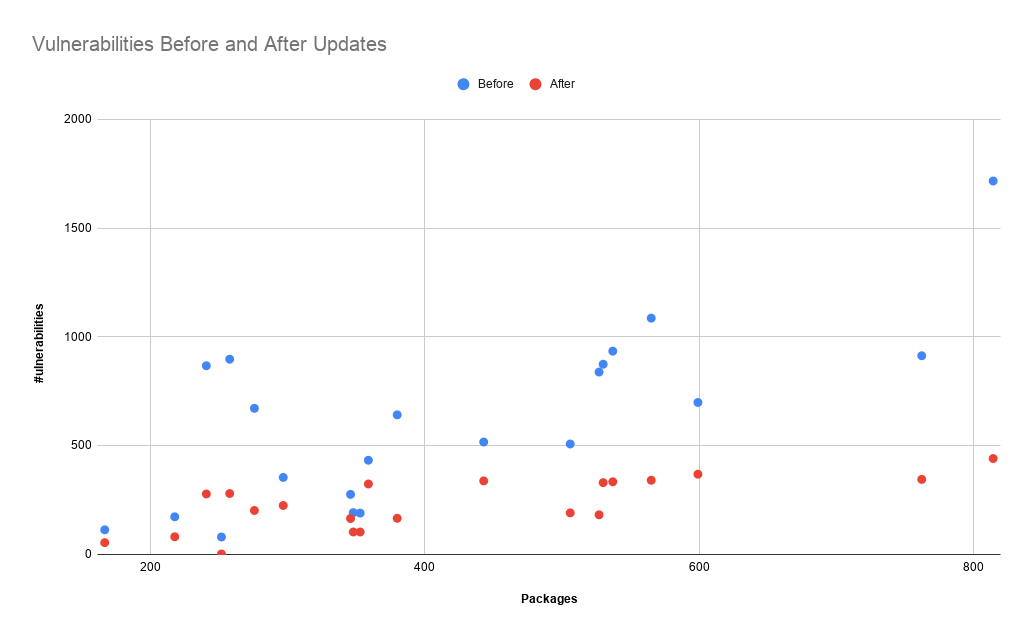 Vulnerabilities Before and After Updates
Before After
2000
1500
1000
500
0
#ulnerabilities
200 400 600 800
Packages